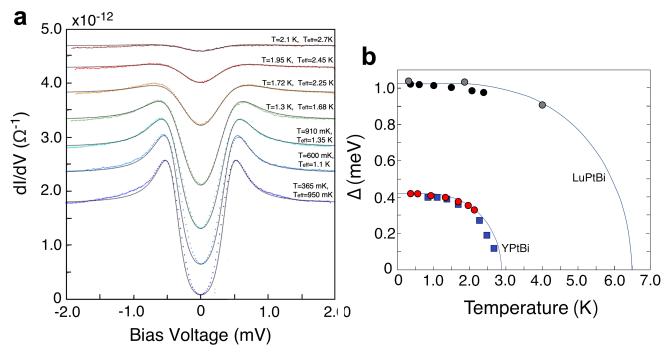 a
x10-12
5.0
4.0
3.0
2.0
1.0
0
-2.0
-1.0
0
1.0
2.0
dI/dV (Ω-1)
Bias Voltage (mV)
T=2.1 K, Teff=2.7K
T=1.95 K, Teff=2.45 K
T=1.72 K, Teff=2.25 K
T=1.3 K, Teff=1.68 K
T=910 mK,
Teff=1.35 K
T=600 mK,
Teff=1.1 K
T=365 mK,
Teff=950 mK
b
1.2
1.0
0.8
0.6
0.4
0.2
0
0
1.0
2.0
3.0
4.0
5.0
6.0
7.0
Δ (meV)
Temperature (K)
LuPtBi
YPtBi